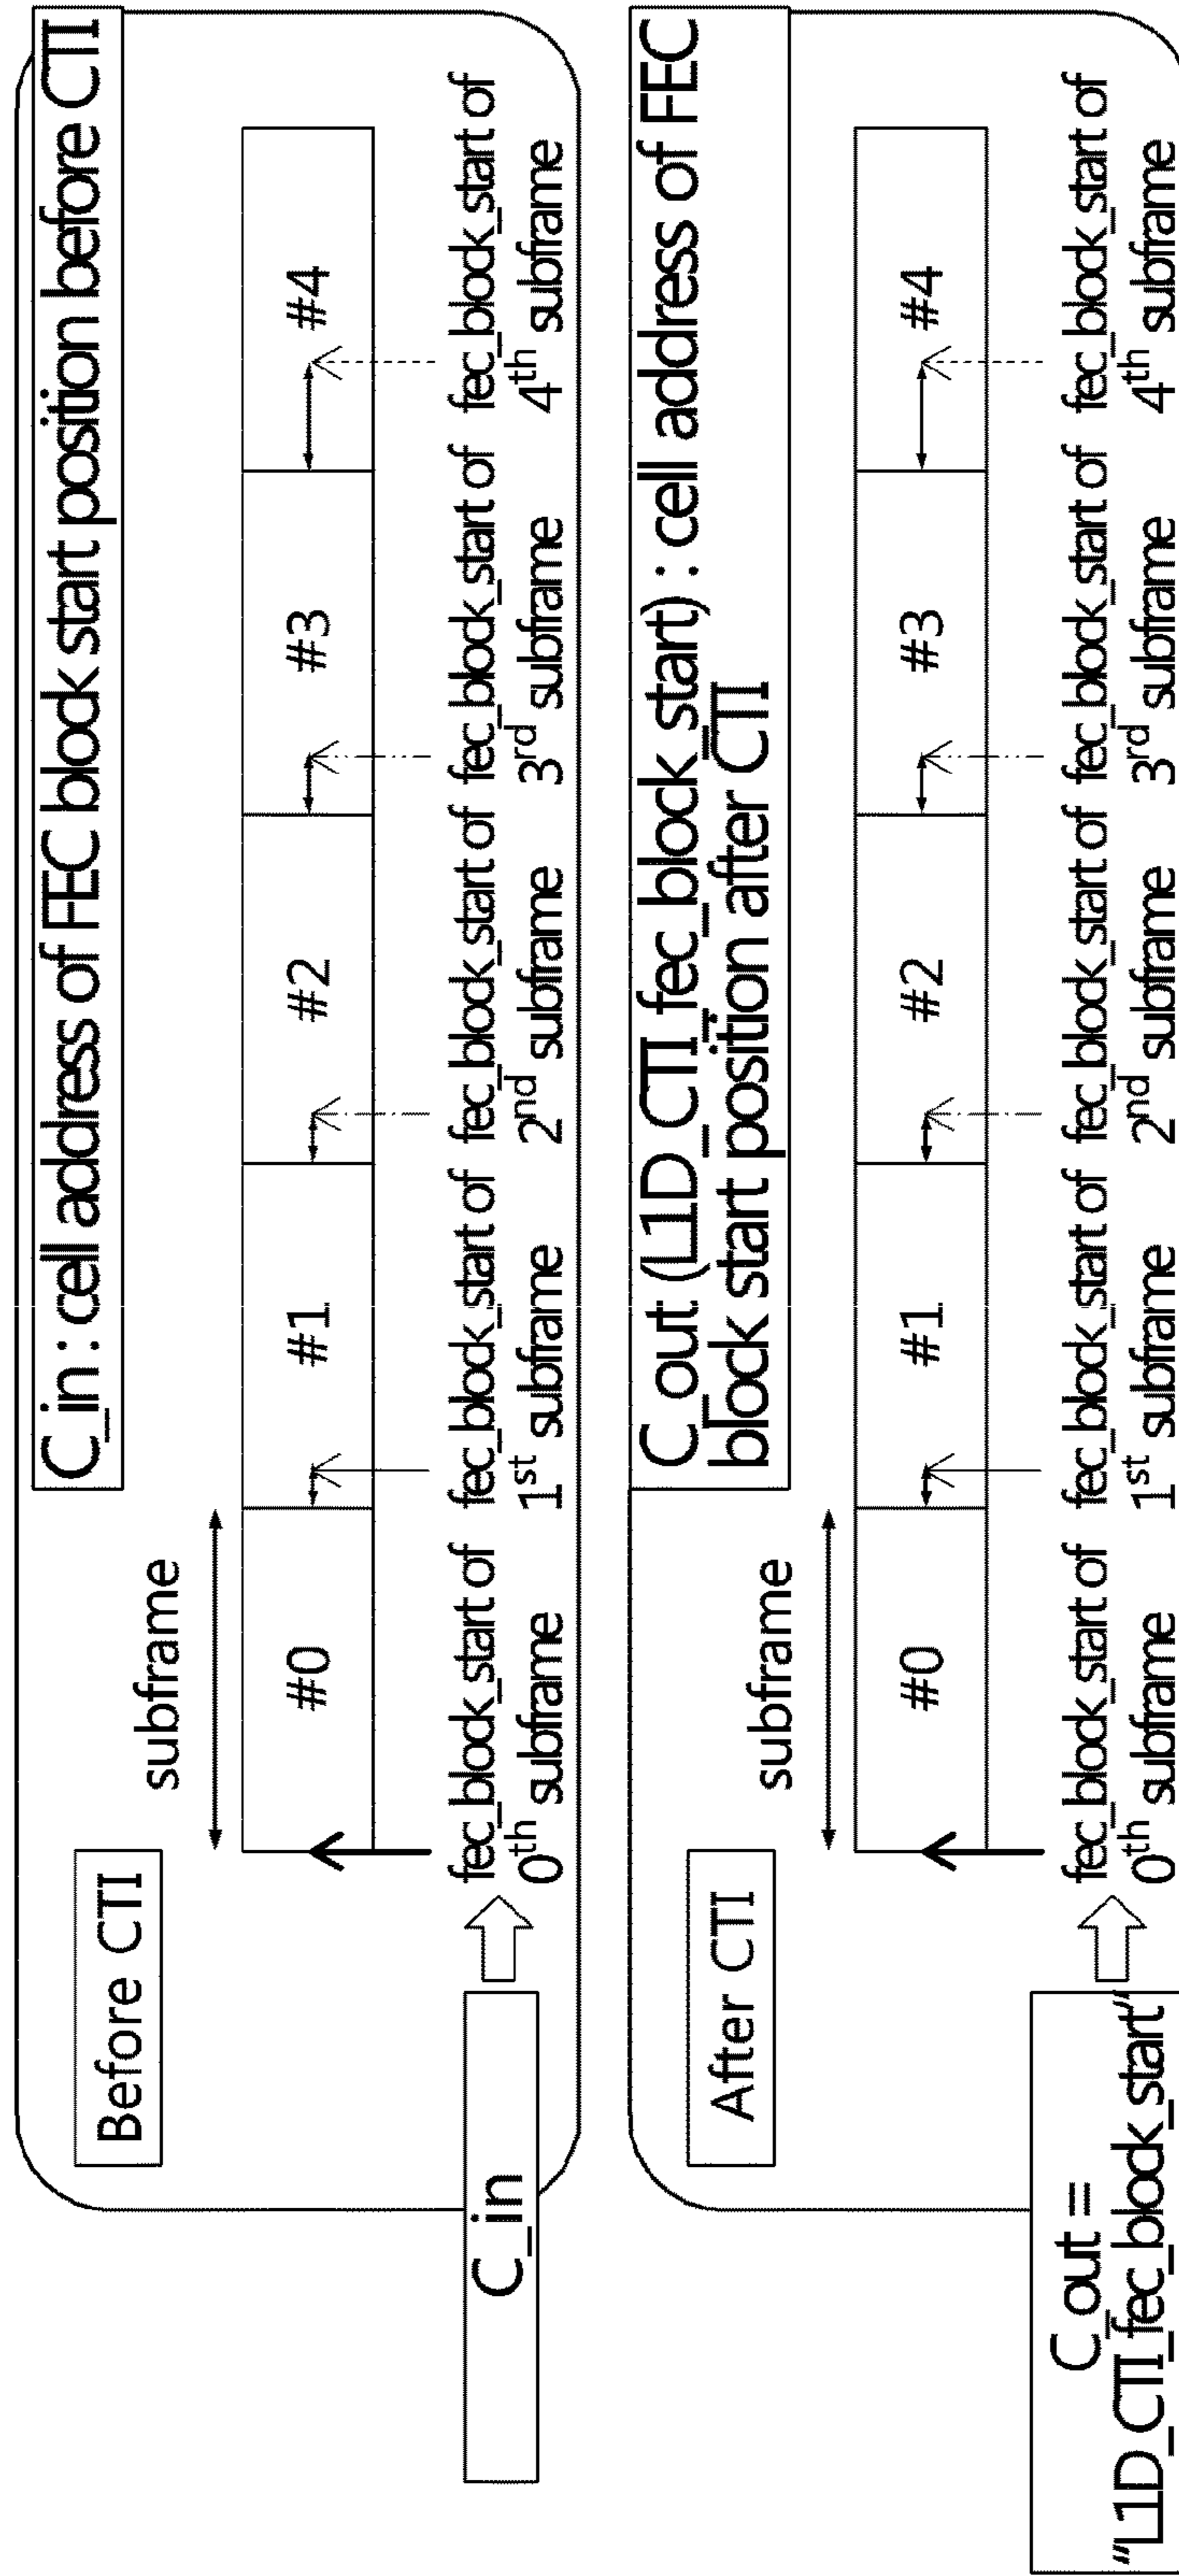 C_in : cell address of FEC block start position before CTI
Before CTI
subframe
#0 #1 #2 #3 #4
C_in
fec_block_start of fec_block_start of fec_block_start of fec_block_start of fec_block_start of
0th subframe 1st subframe 2nd subframe 3rd subframe 4th subframe
C_out (L1D_CTI_fec_block_start) : cell address of FEC
block start position after CTI
After CTI
subframe
#0 #1 #2 #3 #4
C_out =
“L1D_CTI_fec_block_start”
fec_block_start of fec_block_start of fec_block_start of fec_block_start of fec_block_start of
0th subframe 1st subframe 2nd subframe 3rd subframe 4th subframe